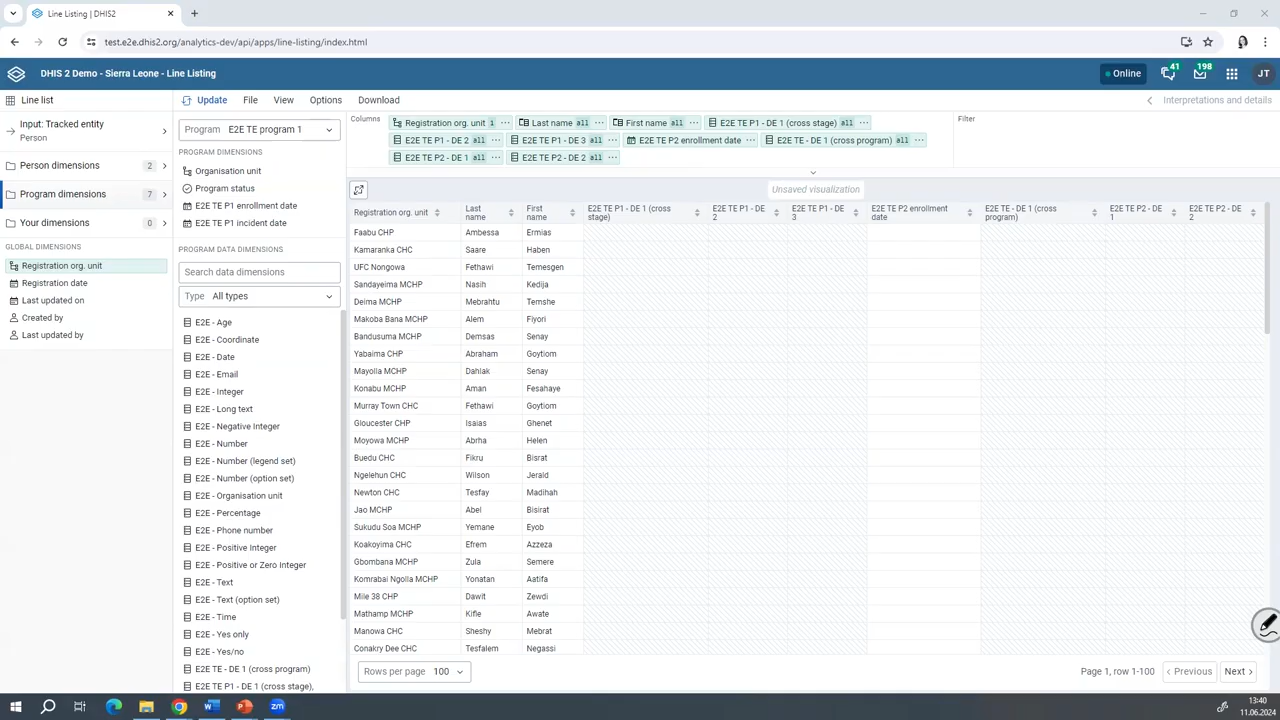 Line Listing | DHIS2
test.e2e.dhis2.org/analytics-dev/api/apps/line-listing/index.html
DHIS 2 Demo - Sierra Leone - Line Listing
Online
41
198
JT
Line list
Update File View Options Download
Interpretations and details
Input: Tracked entity
Person
Person dimensions 2
Program dimensions 7
Your dimensions 0
GLOBAL DIMENSIONS
Registration org. unit
Registration date
Last updated on
Created by
Last updated by
Program E2E TE program 1
PROGRAM DIMENSIONS
Organisation unit
Program status
E2E TE P1 enrollment date
E2E TE P1 incident date
PROGRAM DATA DIMENSIONS
Search data dimensions
Type All types
E2E - Age
E2E - Coordinate
E2E - Date
E2E - Email
E2E - Integer
E2E - Long text
E2E - Negative Integer
E2E - Number
E2E - Number (legend set)
E2E - Number (option set)
E2E - Organisation unit
E2E - Percentage
E2E - Phone number
E2E - Positive Integer
E2E - Positive or Zero Integer
E2E - Text
E2E - Text (option set)
E2E - Time
E2E - Yes only
E2E - Yes/no
E2E TE - DE 1 (cross program)
E2E TE P1 - DE 1 (cross stage),
Columns Registration org. unit 1 Last name all First name all E2E TE P1 - DE 1 (cross stage) all
E2E TE P1 - DE 2 all E2E TE P1 - DE 3 all E2E TE P2 enrollment date E2E TE - DE 1 (cross program) all
E2E TE P2 - DE 1 all E2E TE P2 - DE 2 all
Filter
Unsaved visualization
Registration org. unit Last name First name E2E TE P1 - DE 1 (cross stage) E2E TE P1 - DE 2 E2E TE P1 - DE 3 E2E TE P2 enrollment date E2E TE - DE 1 (cross program) E2E TE P2 - DE 1 E2E TE P2 - DE 2
Faabu CHP Ambessa Ermias
Kamaranka CHC Saare Haben
UFC Nongowa Fethawi Temesgen
Sandayeima MCHP Nasih Kedija
Deima MCHP Mebrahtu Temshe
Makoba Bana MCHP Alem Fiyori
Bandusuma MCHP Demsas Senay
Yabaima CHP Abraham Goytiom
Mayolla MCHP Dahlak Senay
Konabu MCHP Aman Fesahaye
Murray Town CHC Fethawi Goytiom
Gloucester CHP Isaias Ghenet
Moyowa MCHP Abrha Helen
Buedu CHC Fikru Bisrat
Ngelehun CHC Wilson Jerald
Newton CHC Tesfay Madihah
Jao MCHP Abel Bisirat
Sukudu Soa MCHP Yemane Eyob
Koakoyima CHC Efrem Azzeza
Gbombana MCHP Zula Semere
Komrabai Ngolla MCHP Yonatan Aatifa
Mile 38 CHP Dawit Zewdi
Mathamp MCHP Kifle Awate
Manowa CHC Sheshy Mebrat
Conakry Dee CHC Tesfalem Negassi
Rows per page 100
Page 1, row 1-100
Previous Next
13:40
11.06.2024